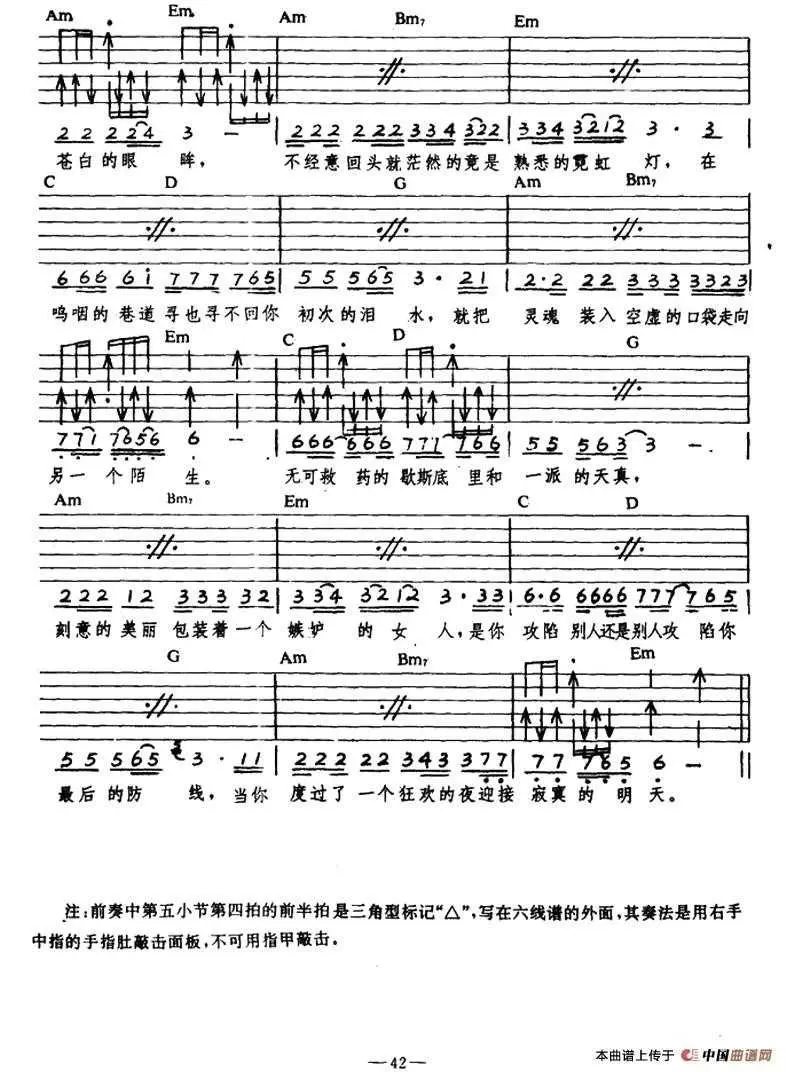 Am Em Am Bm7 Em
2 2 2 2 4 3 – | 2 2 2 2 2 2 3 3 4 3 2 2 | 3 3 4 3 2 1 2 3 · 3
苍白的眼 眸, 不经意回头就茫然的竟是 熟悉的霓虹 灯, 在
C D G Am Bm7
6 6 6 6 i 7 7 7 7 6 5 | 5 5 5 6 5 3 · 2 1 | 2 · 2 2 2 3 3 3 3 3 2 3
呜咽的 巷道 寻也寻不回你 初次的泪 水, 就把 灵魂 装入 空虚的口袋走向
Em C D G
7 7 1 7 6 5 6 6 – | 6 6 6 6 6 6 7 7 7 7 6 6 | 5 5 5 6 3 3 –
另一个陌 生。 无可救 药的 歇斯底 里和 一派 的天真,
Am Bm7 Em C D
2 2 2 1 2 3 3 3 3 2 | 3 3 4 3 2 1 2 3 · 3 3 | 6 · 6 6 6 6 6 7 7 7 7 6 5
刻意的 美丽 包装着一个 嫉妒 的 女 人, 是你 攻陷 别人还是别人攻 陷你
G Am Bm7 Em
5 5 5 6 5 3 · 1 1 | 2 2 2 2 2 3 4 3 3 7 7 | 7 7 7 6 5 6 – ||
最后 的防 线, 当你 度过了 一个狂欢的夜迎接 寂寞的 明 天。
注:前奏中第五小节第四拍的前半拍是三角型标记“△”,写在六线谱的外面,其奏法是用右手
中指的手指肚敲击面板,不可用指甲敲击。
—42—
本曲谱上传于 中国曲谱网